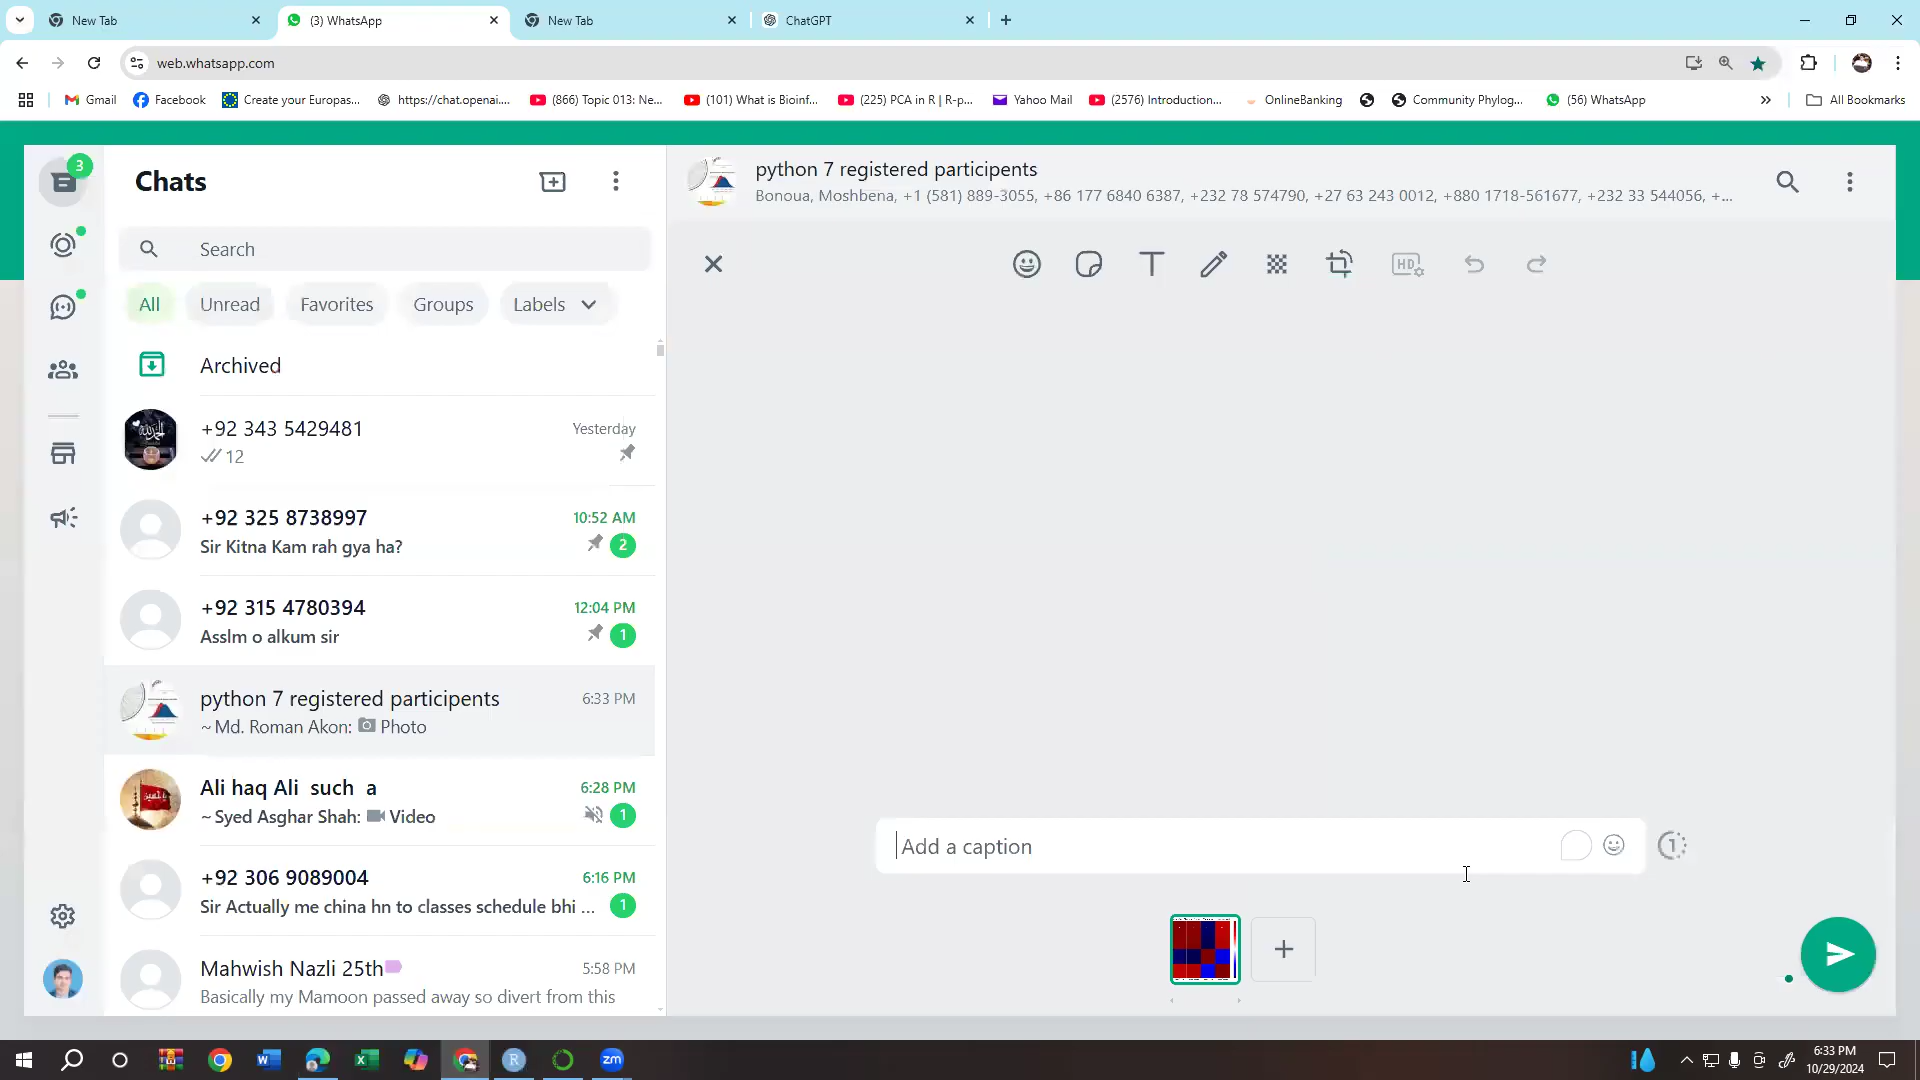 New Tab
(3) WhatsApp
New Tab
ChatGPT
web.whatsapp.com
Gmail
Facebook
Create your Europas...
https://chat.openai....
(866) Topic 013: Ne...
(101) What is Bioinf...
(225) PCA in R | R-p...
Yahoo Mail
(2576) Introduction...
OnlineBanking
Community Phylog...
(56) WhatsApp
All Bookmarks
3
Chats
Search
All
Unread
Favorites
Groups
Labels
Archived
+92 343 5429481
Yesterday
12
+92 325 8738997
10:52 AM
Sir Kitna Kam rah gya ha?
2
+92 315 4780394
12:04 PM
Asslm o alkum sir
1
python 7 registered participents
6:33 PM
~ Md. Roman Akon: Photo
Ali haq Ali such a
6:28 PM
~ Syed Asghar Shah: Video
1
+92 306 9089004
6:16 PM
Sir Actually me china hn to classes schedule bhi ...
1
Mahwish Nazli 25th
5:58 PM
Basically my Mamoon passed away so divert from this
python 7 registered participents
Bonoua, Moshbena, +1 (581) 889-3055, +86 177 6840 6387, +232 78 574790, +27 63 243 0012, +880 1718-561677, +232 33 544056, +...
HD
Add a caption
1
zm
6:33 PM
10/29/2024